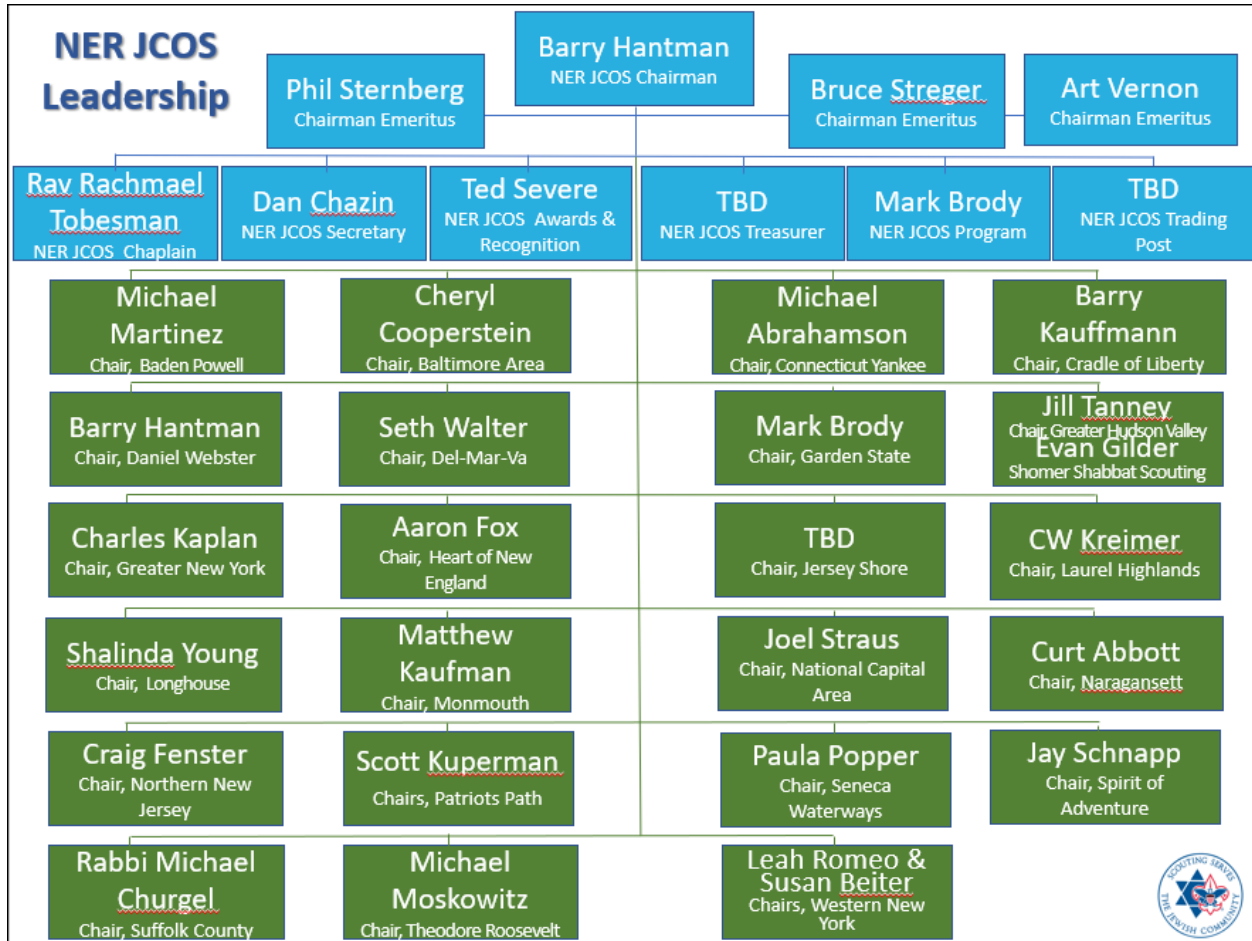 NER JCOS
Leadership
Barry Hantman
NER JCOS Chairman
Phil Sternberg
Chairman Emeritus
Bruce Streger
Chairman Emeritus
Art Vernon
Chairman Emeritus
Rav Rachmael
Tobesman
NER JCOS Chaplain
Dan Chazin
NER JCOS Secretary
Ted Severe
NER JCOS Awards &
Recognition
TBD
NER JCOS Treasurer
Mark Brody
NER JCOS Program
TBD
NER JCOS Trading
Post
Michael
Martinez
Chair, Baden Powell
Cheryl
Cooperstein
Chair, Baltimore Area
Michael
Abrahamson
Chair, Connecticut Yankee
Barry
Kauffmann
Chair, Cradle of Liberty
Barry Hantman
Chair, Daniel Webster
Seth Walter
Chair, Del-Mar-Va
Mark Brody
Chair, Garden State
Jill Tanney
Chair, Greater Hudson Valley
Evan Gilder
Shomer Shabbat Scouting
Charles Kaplan
Chair, Greater New York
Aaron Fox
Chair, Heart of New
England
TBD
Chair, Jersey Shore
CW Kreimer
Chair, Laurel Highlands
Shalinda Young
Chair, Longhouse
Matthew
Kaufman
Chair, Monmouth
Joel Straus
Chair, National Capital
Area
Curt Abbott
Chair, Naragansett
Craig Fenster
Chair, Northern New
Jersey
Scott Kuperman
Chairs, Patriots Path
Paula Popper
Chair, Seneca
Waterways
Jay Schnapp
Chair, Spirit of
Adventure
Rabbi Michael
Churgel
Chair, Suffolk County
Michael
Moskowitz
Chair, Theodore Roosevelt
Leah Romeo &
Susan Beiter
Chairs, Western New
York
SCOUTING SERVES
THE JEWISH COMMUNITY